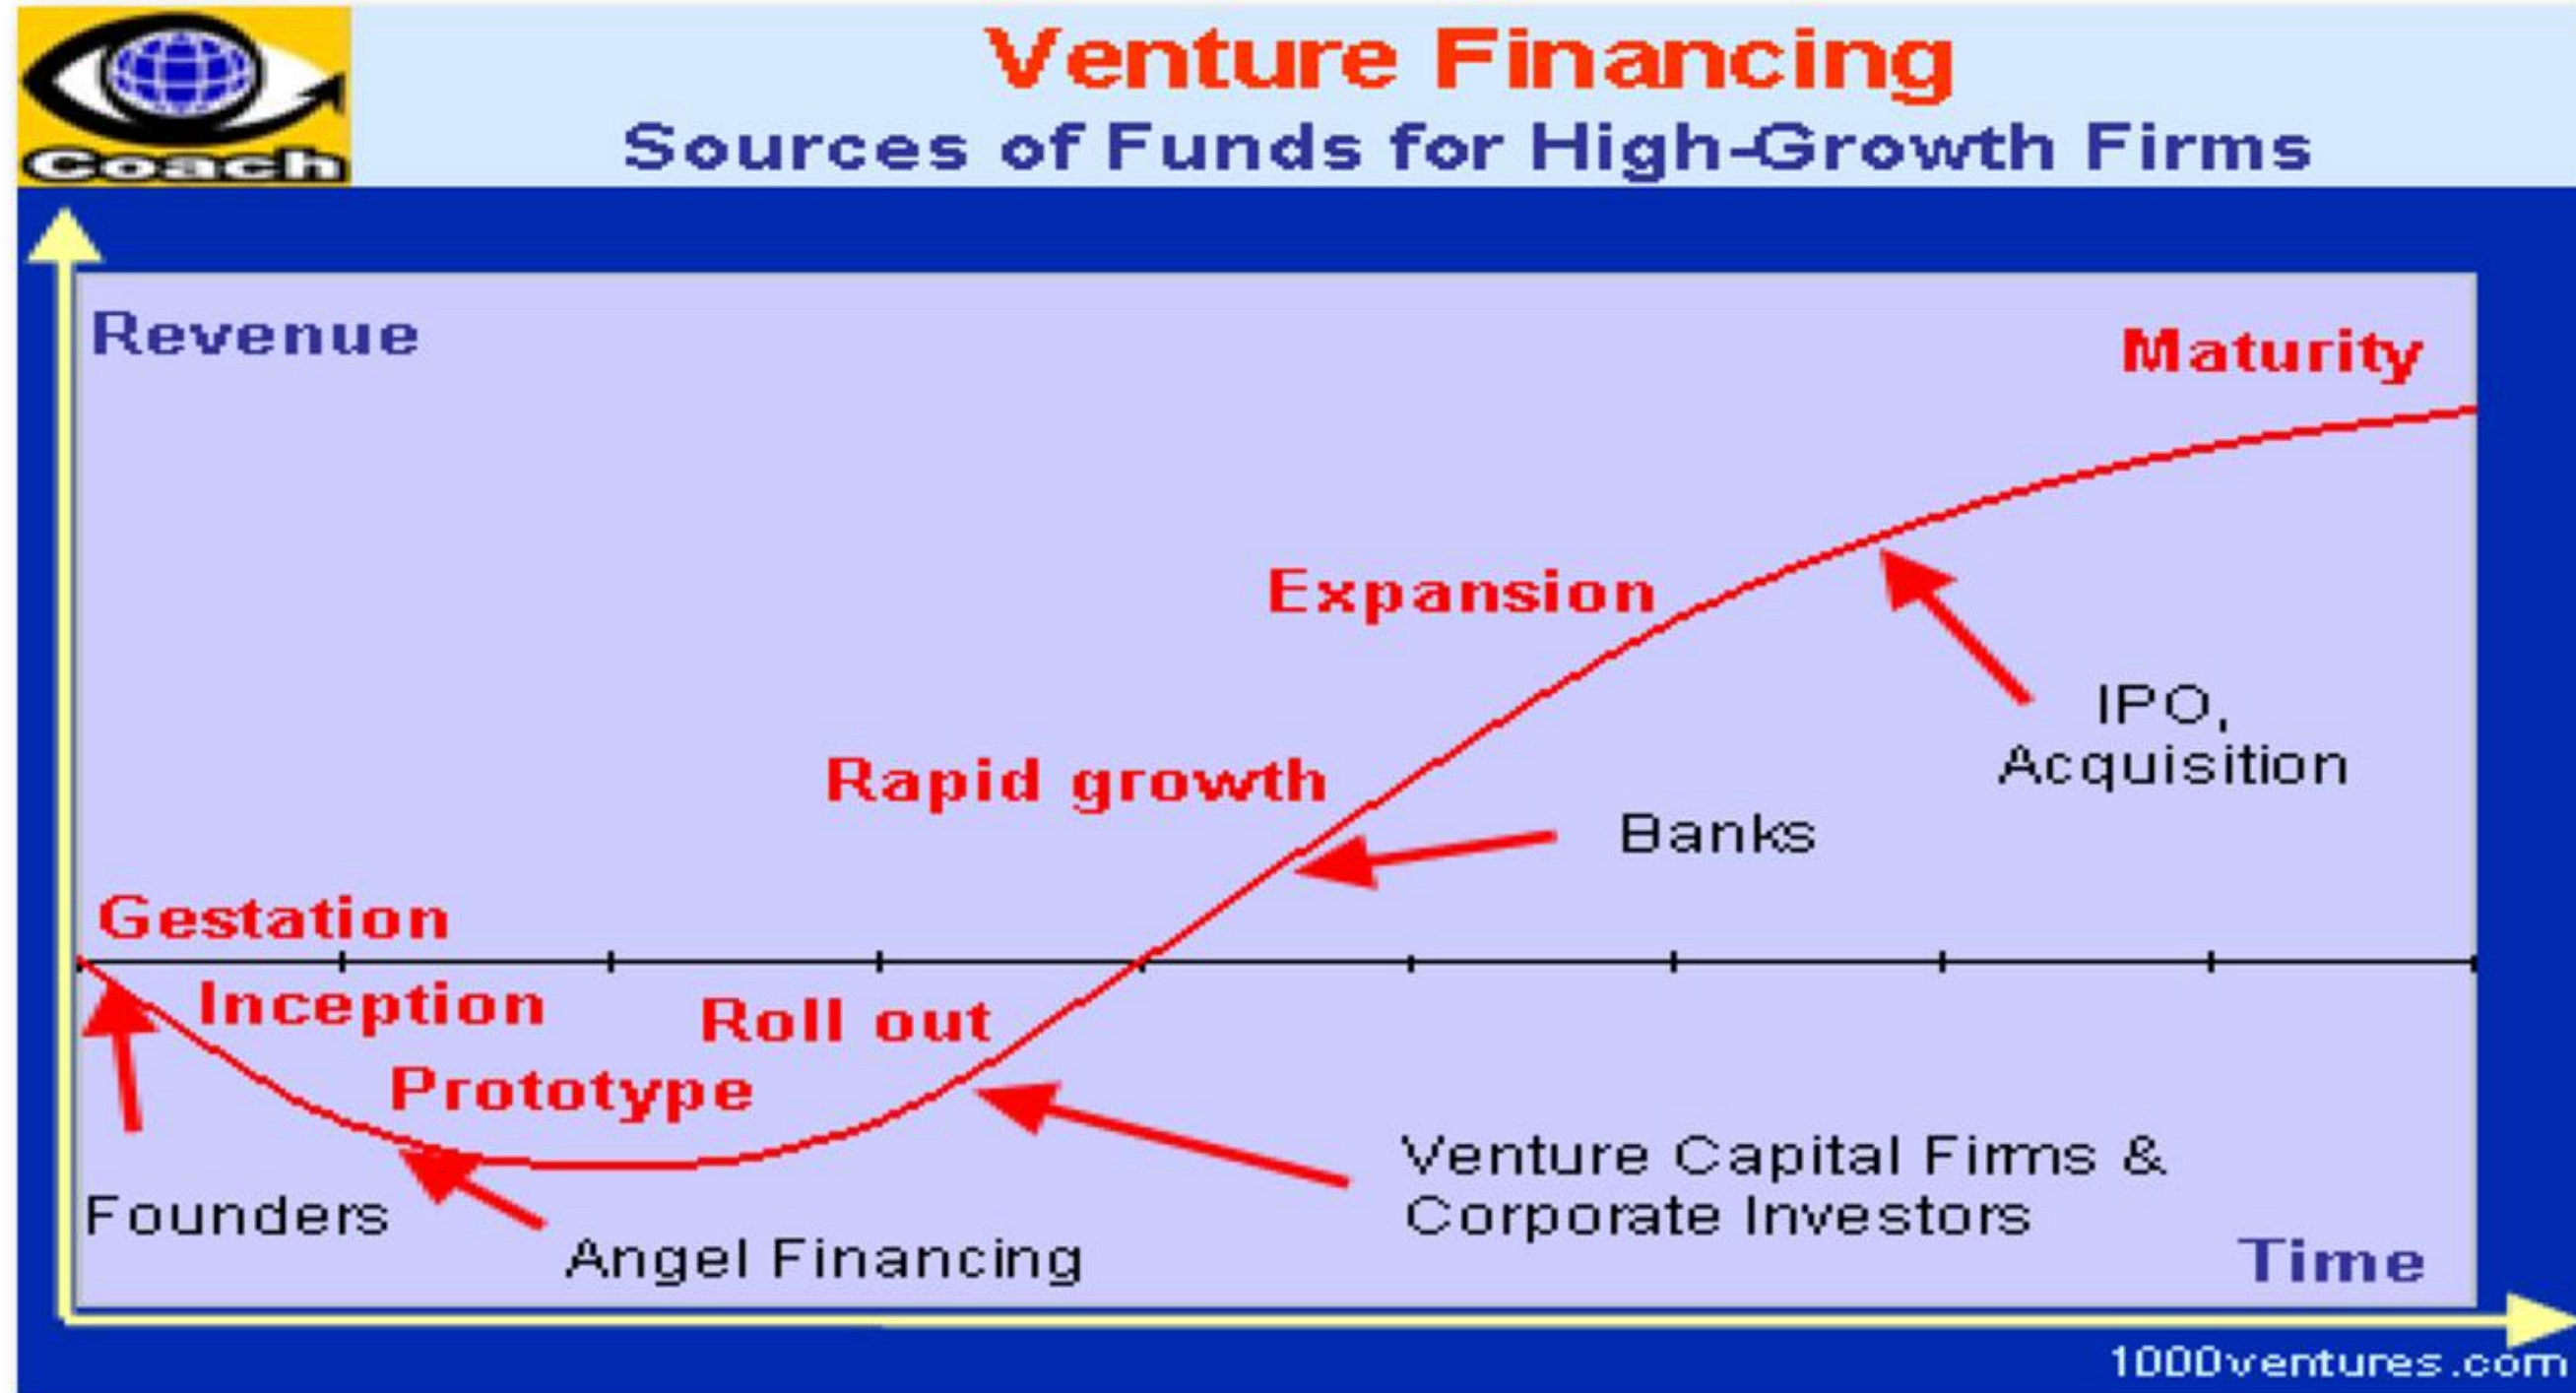 Coach
Venture Financing
Sources of Funds for High-Growth Firms
Revenue
Maturity
Expansion
IPO,
Acquisition
Rapid growth
Banks
Gestation
Inception
Roll out
Prototype
Venture Capital Firms &
Corporate Investors
Founders
Angel Financing
Time
1000ventures.com